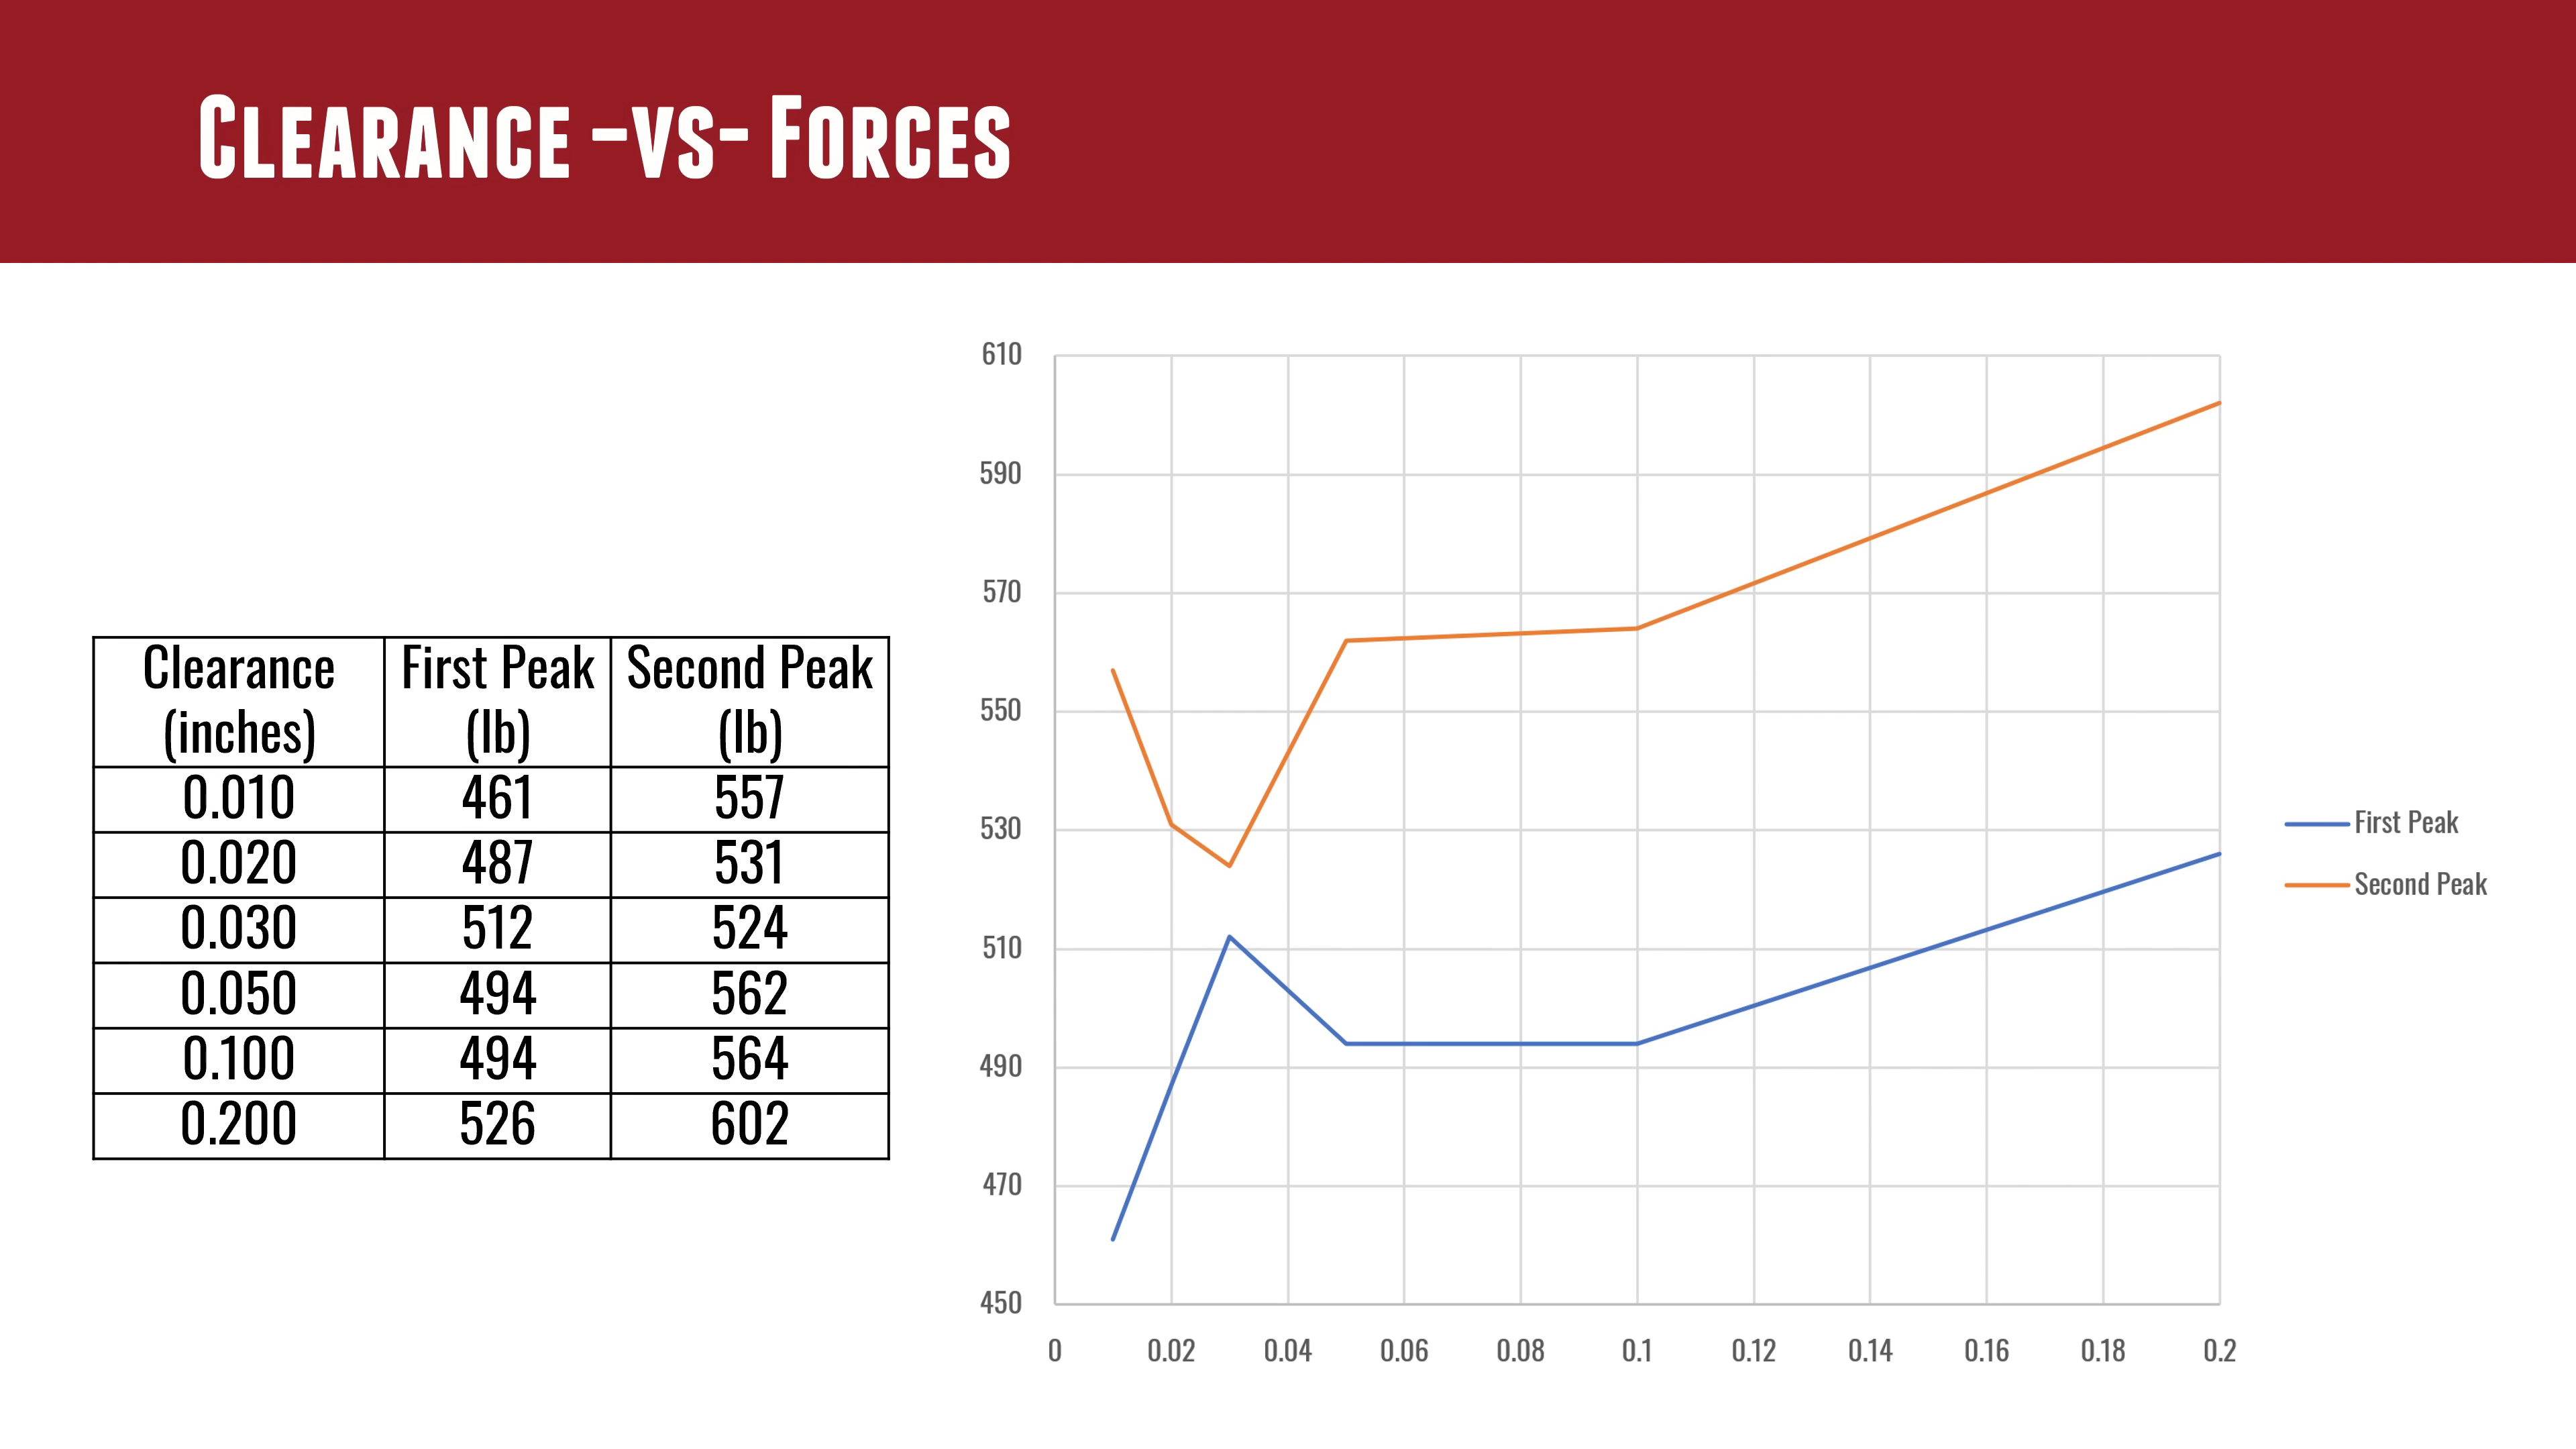 Clearance -vs- Forces
Clearance (inches) First Peak (lb) Second Peak (lb)
0.010 461 557
0.020 487 531
0.030 512 524
0.050 494 562
0.100 494 564
0.200 526 602
610
590
570
550
530
510
490
470
450
0 0.02 0.04 0.06 0.08 0.1 0.12 0.14 0.16 0.18 0.2
First Peak
Second Peak